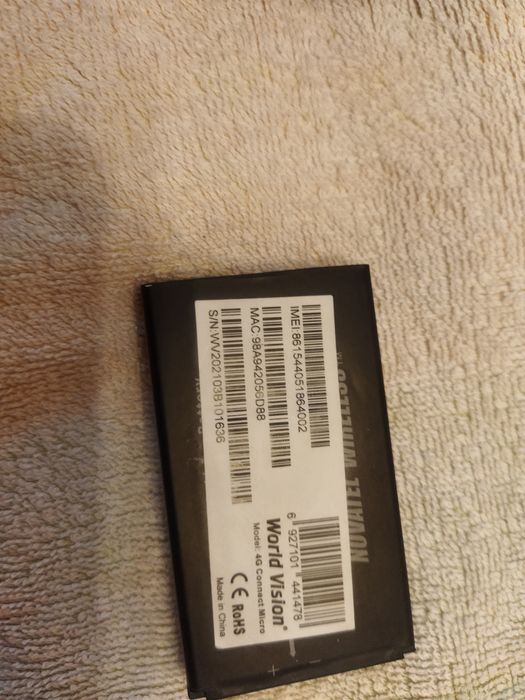 NOVATEL WIRELESS
IMEI:861544051864002
MAC:98A942056D88
S/N:WV202103B101636
6 927101 441478
World Vision®
Model: 4G Connect Micro
CE RoHS
Made in China
+ −